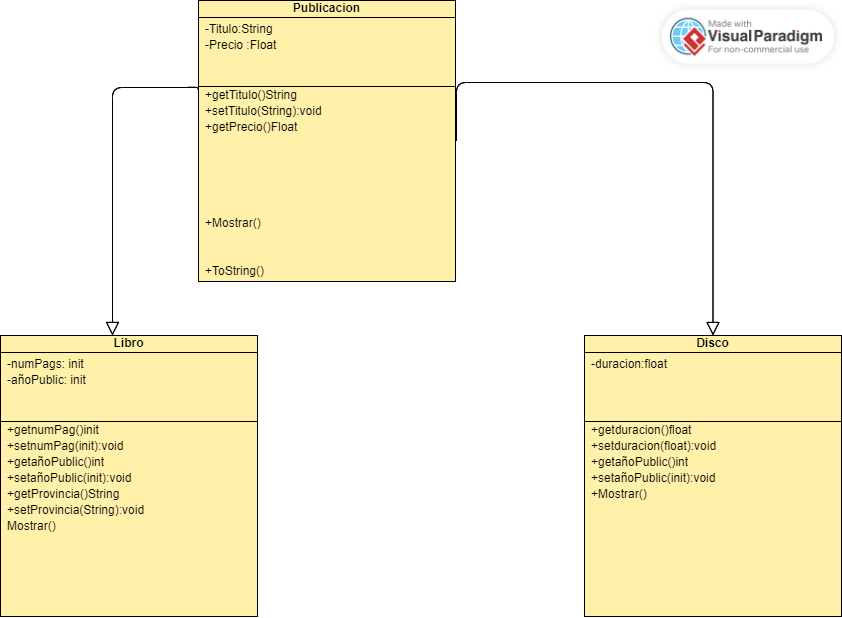 Publicacion
-Titulo:String
-Precio :Float
+getTitulo()String
+setTitulo(String):void
+getPrecio()Float
+Mostrar()
+ToString()
Made with
VisualParadigm
For non-commercial use
Libro
-numPags: init
-añoPublic: init
+getnumPag()init
+setnumPag(init):void
+getañoPublic()int
+setañoPublic(init):void
+getProvincia()String
+setProvincia(String):void
Mostrar()
Disco
-duracion:float
+getduracion()float
+setduracion(float):void
+getañoPublic()int
+setañoPublic(init):void
+Mostrar()